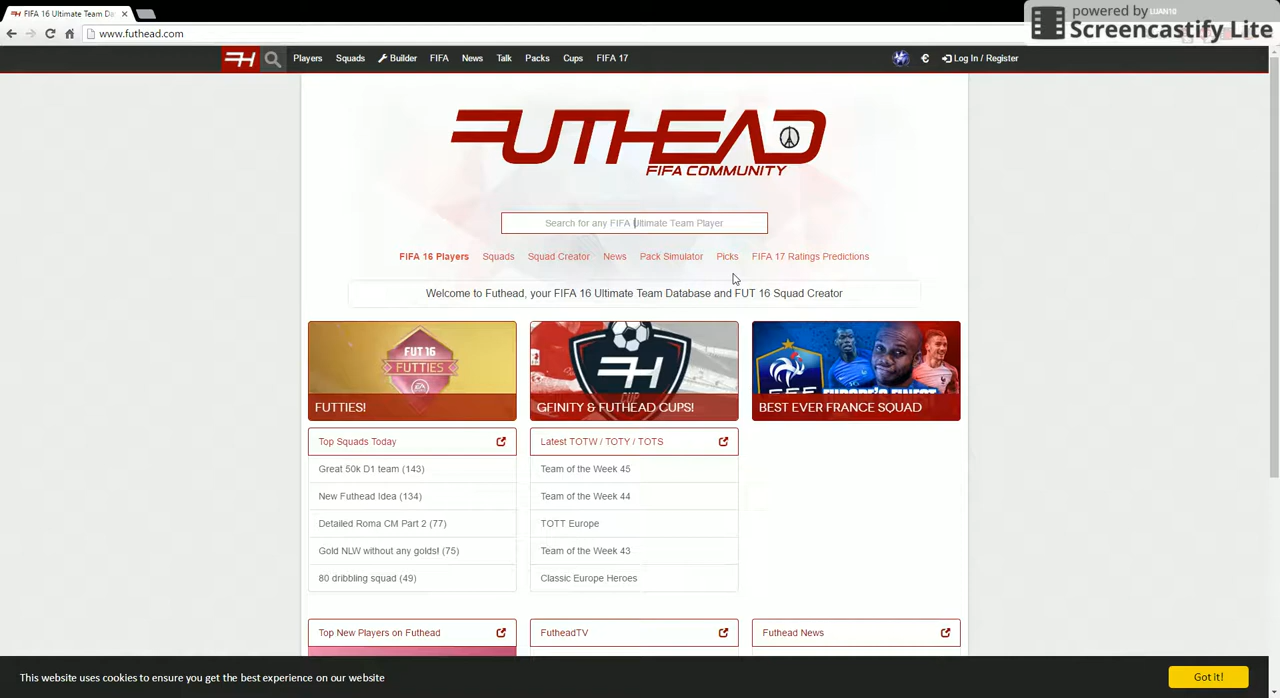 FIFA 16 Ultimate Team Da
www.futhead.com
powered by LUAN10
Screencastify Lite
Players Squads Builder FIFA News Talk Packs Cups FIFA 17 € Log In / Register
FUTHEAD
FIFA COMMUNITY
Search for any FIFA Ultimate Team Player
FIFA 16 Players Squads Squad Creator News Pack Simulator Picks FIFA 17 Ratings Predictions
Welcome to Futhead, your FIFA 16 Ultimate Team Database and FUT 16 Squad Creator
FUT 16
FUTTIES
EA
CUP
FFF
FUTTIES! GFINITY & FUTHEAD CUPS! BEST EVER FRANCE SQUAD
Top Squads Today
Great 50k D1 team (143)
New Futhead Idea (134)
Detailed Roma CM Part 2 (77)
Gold NLW without any golds! (75)
80 dribbling squad (49)
Latest TOTW / TOTY / TOTS
Team of the Week 45
Team of the Week 44
TOTT Europe
Team of the Week 43
Classic Europe Heroes
Top New Players on Futhead
FutheadTV
Futhead News
This website uses cookies to ensure you get the best experience on our website
Got it!